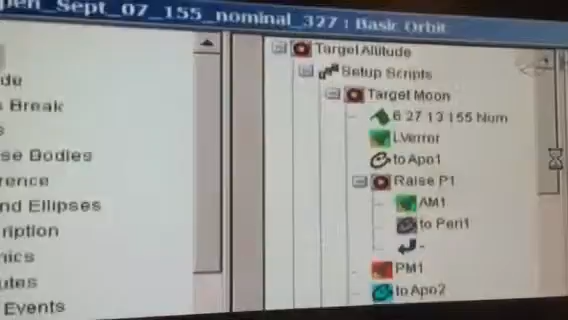 Sept_07_155_nominal_327 : Basic Orbit
Target Altitude
Setup Scripts
Target Moon
6 27 13 155 Nom
LVerror
to Apo1
Raise P1
AM1
to Peri1
-
PM1
to Apo2
de
Break
s
se Bodies
rence
nd Ellipses
ription
nics
utes
Events